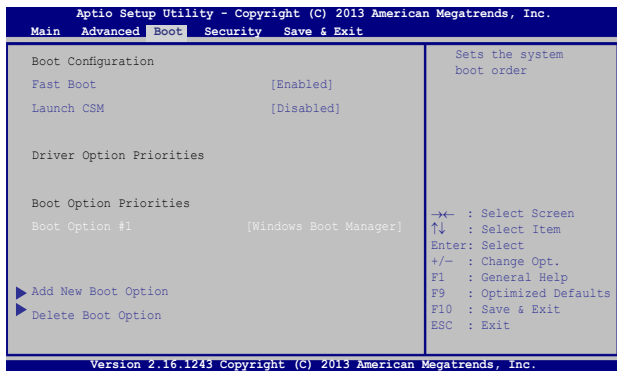 Aptio Setup Utility - Copyright (C) 2013 American Megatrends, Inc.
Main Advanced Boot Security Save & Exit
Boot Configuration
Fast Boot [Enabled]
Launch CSM [Disabled]
Driver Option Priorities
Boot Option Priorities
Boot Option #1 [Windows Boot Manager]
Add New Boot Option
Delete Boot Option
Sets the system
boot order
→← : Select Screen
↑↓ : Select Item
Enter: Select
+/— : Change Opt.
F1 : General Help
F9 : Optimized Defaults
F10 : Save & Exit
ESC : Exit
Version 2.16.1243 Copyright (C) 2013 American Megatrends, Inc.